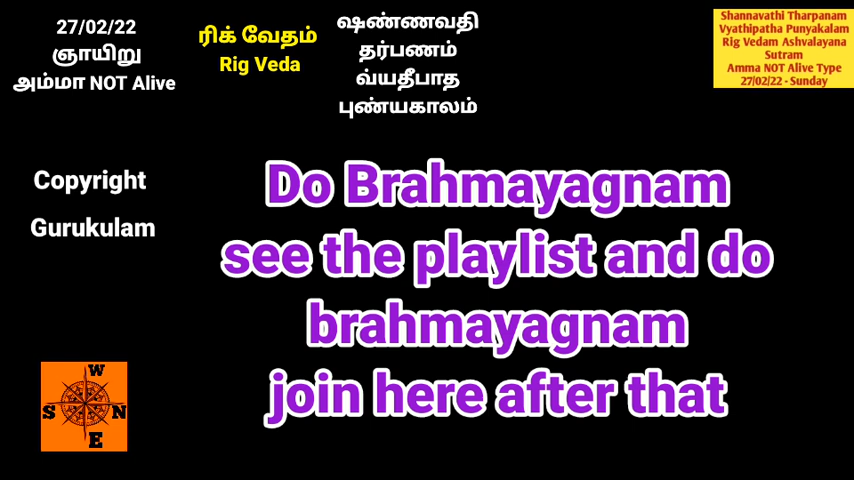 27/02/22
ஞாயிறு
அம்மா NOT Alive
ரிக் வேதம்
Rig Veda
ஷண்ணவதி
தர்பணம்
வ்யதீபாத
புண்யகாலம்
Shannavathi Tharpanam
Vyathipatha Punyakalam
Rig Vedam Ashvalayana
Sutram
Amma NOT Alive Type
27/02/22 - Sunday
Copyright
Gurukulam
Do Brahmayagnam
see the playlist and do
brahmayagnam
join here after that
W
S N
E